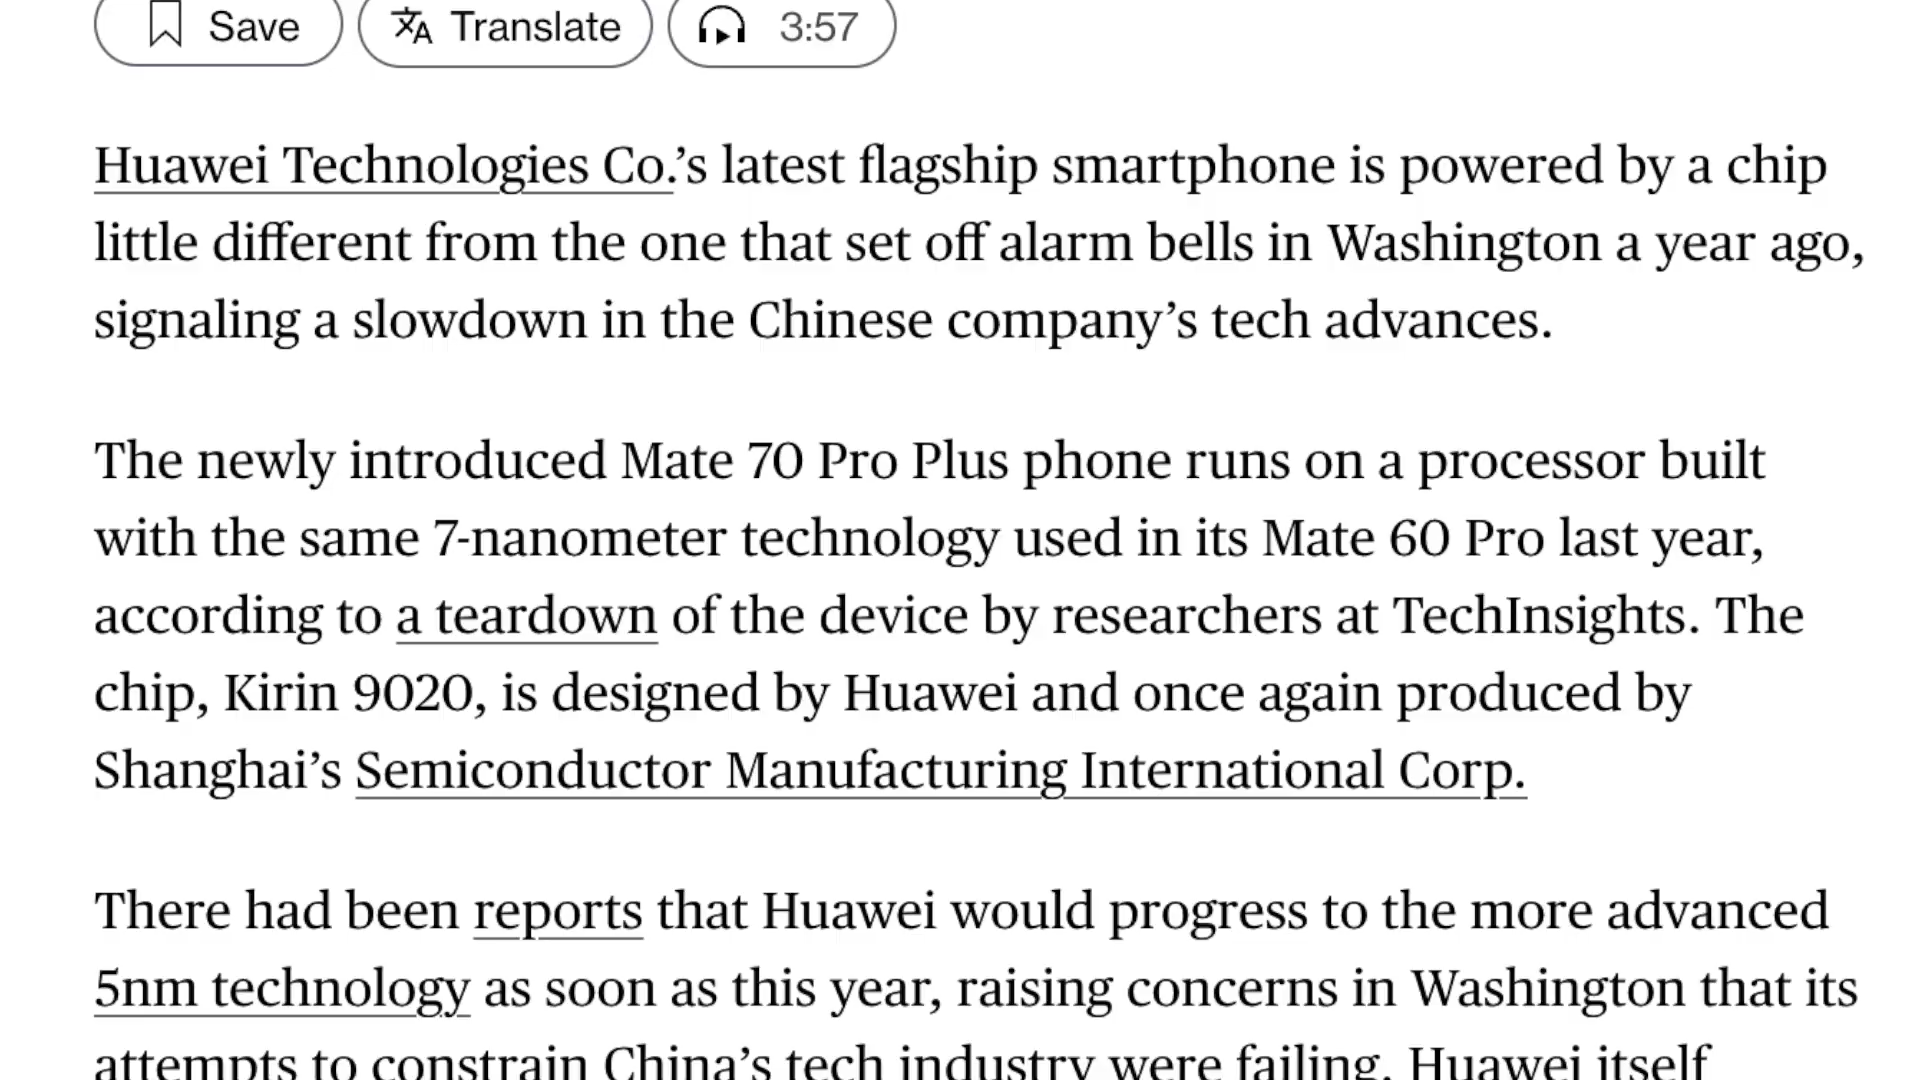 Save Translate 3:57
Huawei Technologies Co.’s latest flagship smartphone is powered by a chip
little different from the one that set off alarm bells in Washington a year ago,
signaling a slowdown in the Chinese company’s tech advances.
The newly introduced Mate 70 Pro Plus phone runs on a processor built
with the same 7-nanometer technology used in its Mate 60 Pro last year,
according to a teardown of the device by researchers at TechInsights. The
chip, Kirin 9020, is designed by Huawei and once again produced by
Shanghai’s Semiconductor Manufacturing International Corp.
There had been reports that Huawei would progress to the more advanced
5nm technology as soon as this year, raising concerns in Washington that its
attempts to constrain China’s tech industry were failing. Huawei itself